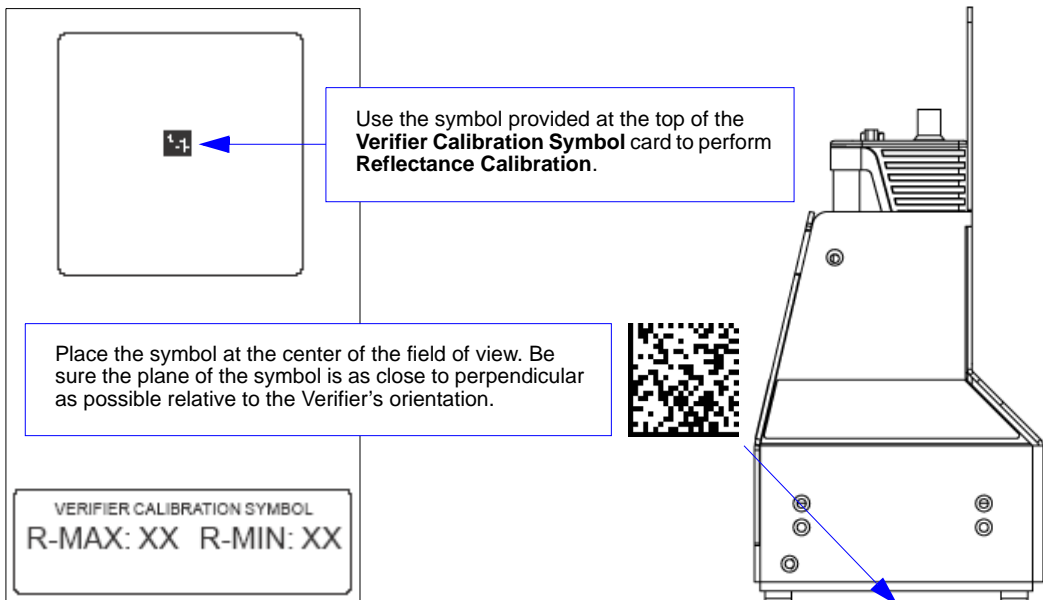 Use the symbol provided at the top of the
Verifier Calibration Symbol card to perform
Reflectance Calibration.
Place the symbol at the center of the field of view. Be
sure the plane of the symbol is as close to perpendicular
as possible relative to the Verifier's orientation.
VERIFIER CALIBRATION SYMBOL
R-MAX: XX R-MIN: XX